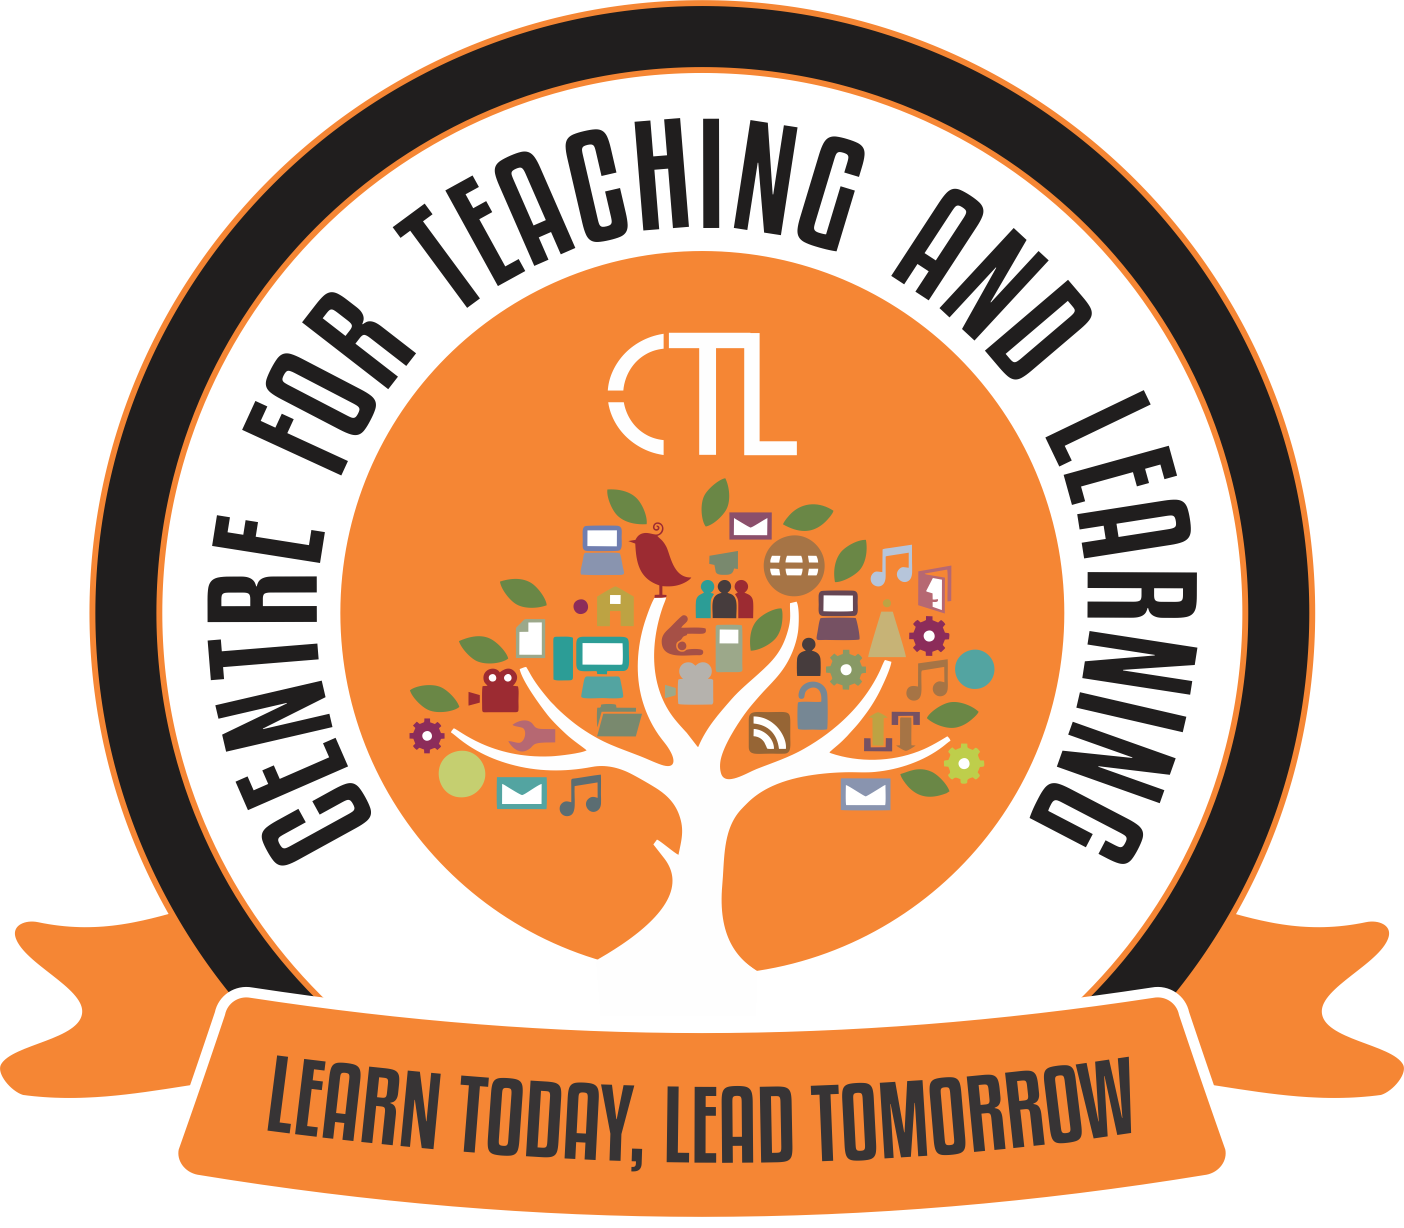 CENTRE FOR TEACHING AND LEARNING
CTL
LEARN TODAY, LEAD TOMORROW